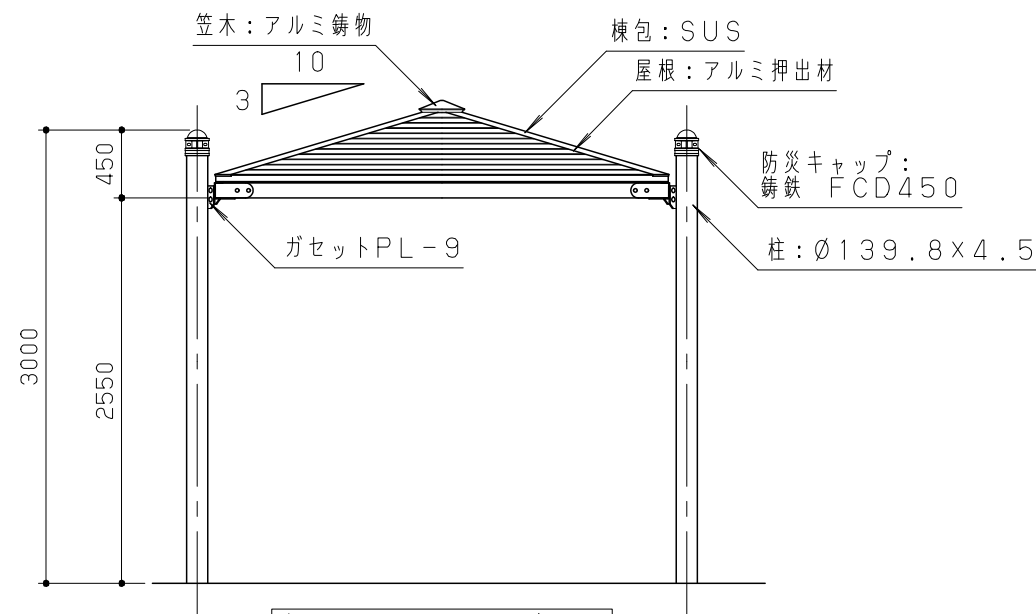 笠木：アルミ鋳物
棟包：SUS
屋根：アルミ押出材
10
3
450
防災キャップ：
鋳鉄 FCD450
ガセットPL-9
柱：Ø139.8×4.5
3000
2550